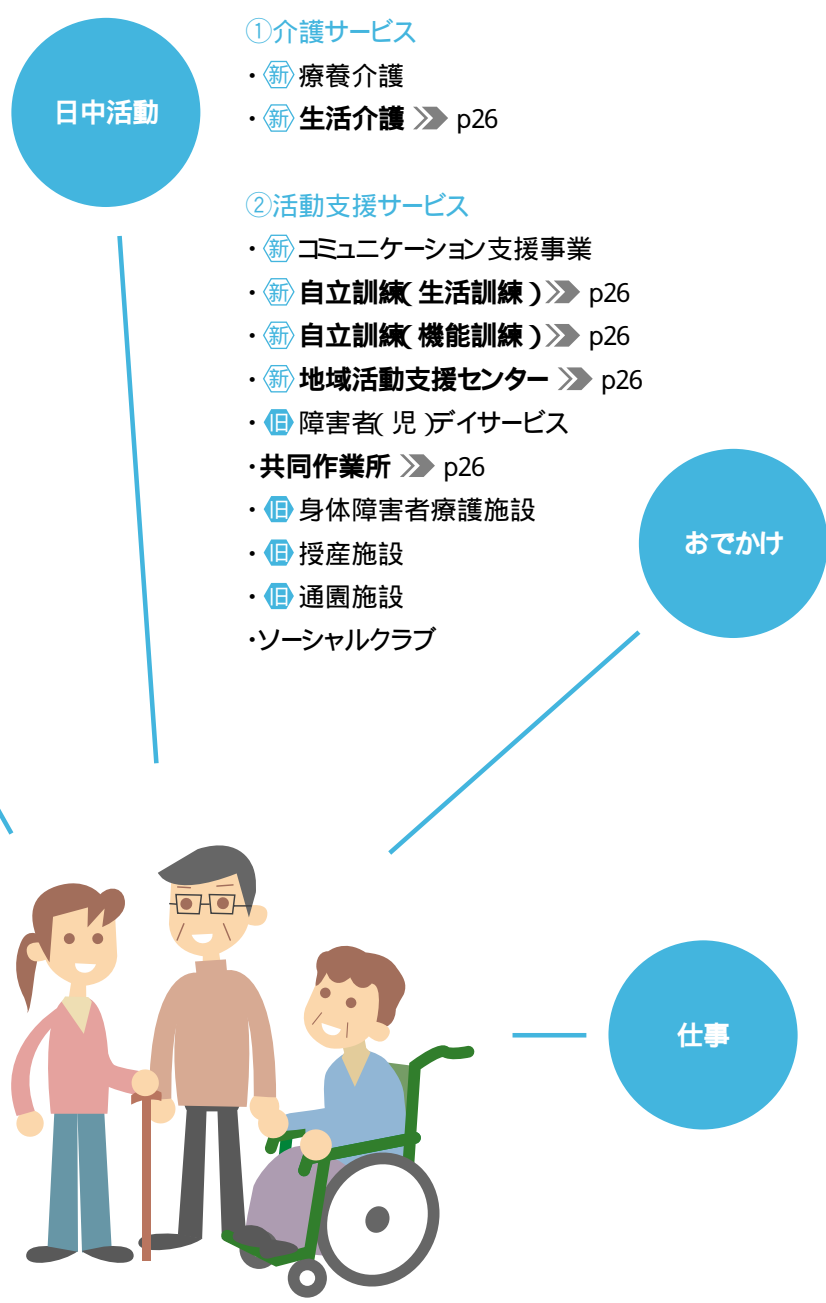 日中活動
①介護サービス
・新 療養介護
・新 生活介護 p26
②活動支援サービス
・新 コミュニケーション支援事業
・新 自立訓練(生活訓練) p26
・新 自立訓練(機能訓練) p26
・新 地域活動支援センター p26
・旧 障害者(児)デイサービス
・共同作業所 p26
・旧 身体障害者療護施設
・旧 授産施設
・旧 通園施設
・ソーシャルクラブ
おでかけ
仕事